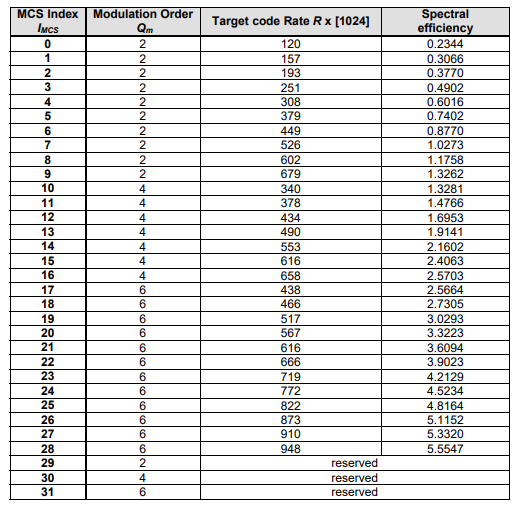 MCS Index Modulation Order Target code Rate R x [1024] Spectral
IMCS Qm efficiency
0 2 120 0.2344
1 2 157 0.3066
2 2 193 0.3770
3 2 251 0.4902
4 2 308 0.6016
5 2 379 0.7402
6 2 449 0.8770
7 2 526 1.0273
8 2 602 1.1758
9 2 679 1.3262
10 4 340 1.3281
11 4 378 1.4766
12 4 434 1.6953
13 4 490 1.9141
14 4 553 2.1602
15 4 616 2.4063
16 4 658 2.5703
17 6 438 2.5664
18 6 466 2.7305
19 6 517 3.0293
20 6 567 3.3223
21 6 616 3.6094
22 6 666 3.9023
23 6 719 4.2129
24 6 772 4.5234
25 6 822 4.8164
26 6 873 5.1152
27 6 910 5.3320
28 6 948 5.5547
29 2 reserved
30 4 reserved
31 6 reserved